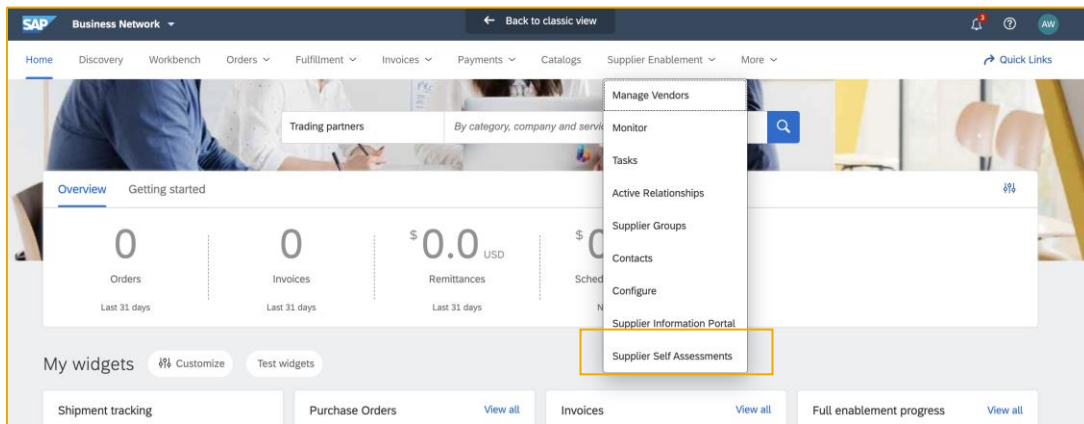 SAP Business Network
← Back to classic view
3
AW
Home Discovery Workbench Orders Fulfillment Invoices Payments Catalogs Supplier Enablement More Quick Links
Trading partners
By category, company and servi
Manage Vendors
Monitor
Tasks
Active Relationships
Supplier Groups
Contacts
Configure
Supplier Information Portal
Supplier Self Assessments
Overview Getting started
0
Orders
Last 31 days
0
Invoices
Last 31 days
$ 0.0 USD
Remittances
Last 31 days
$
Sched
N
My widgets Customize Test widgets
Shipment tracking
Purchase Orders View all
Invoices View all
Full enablement progress View all